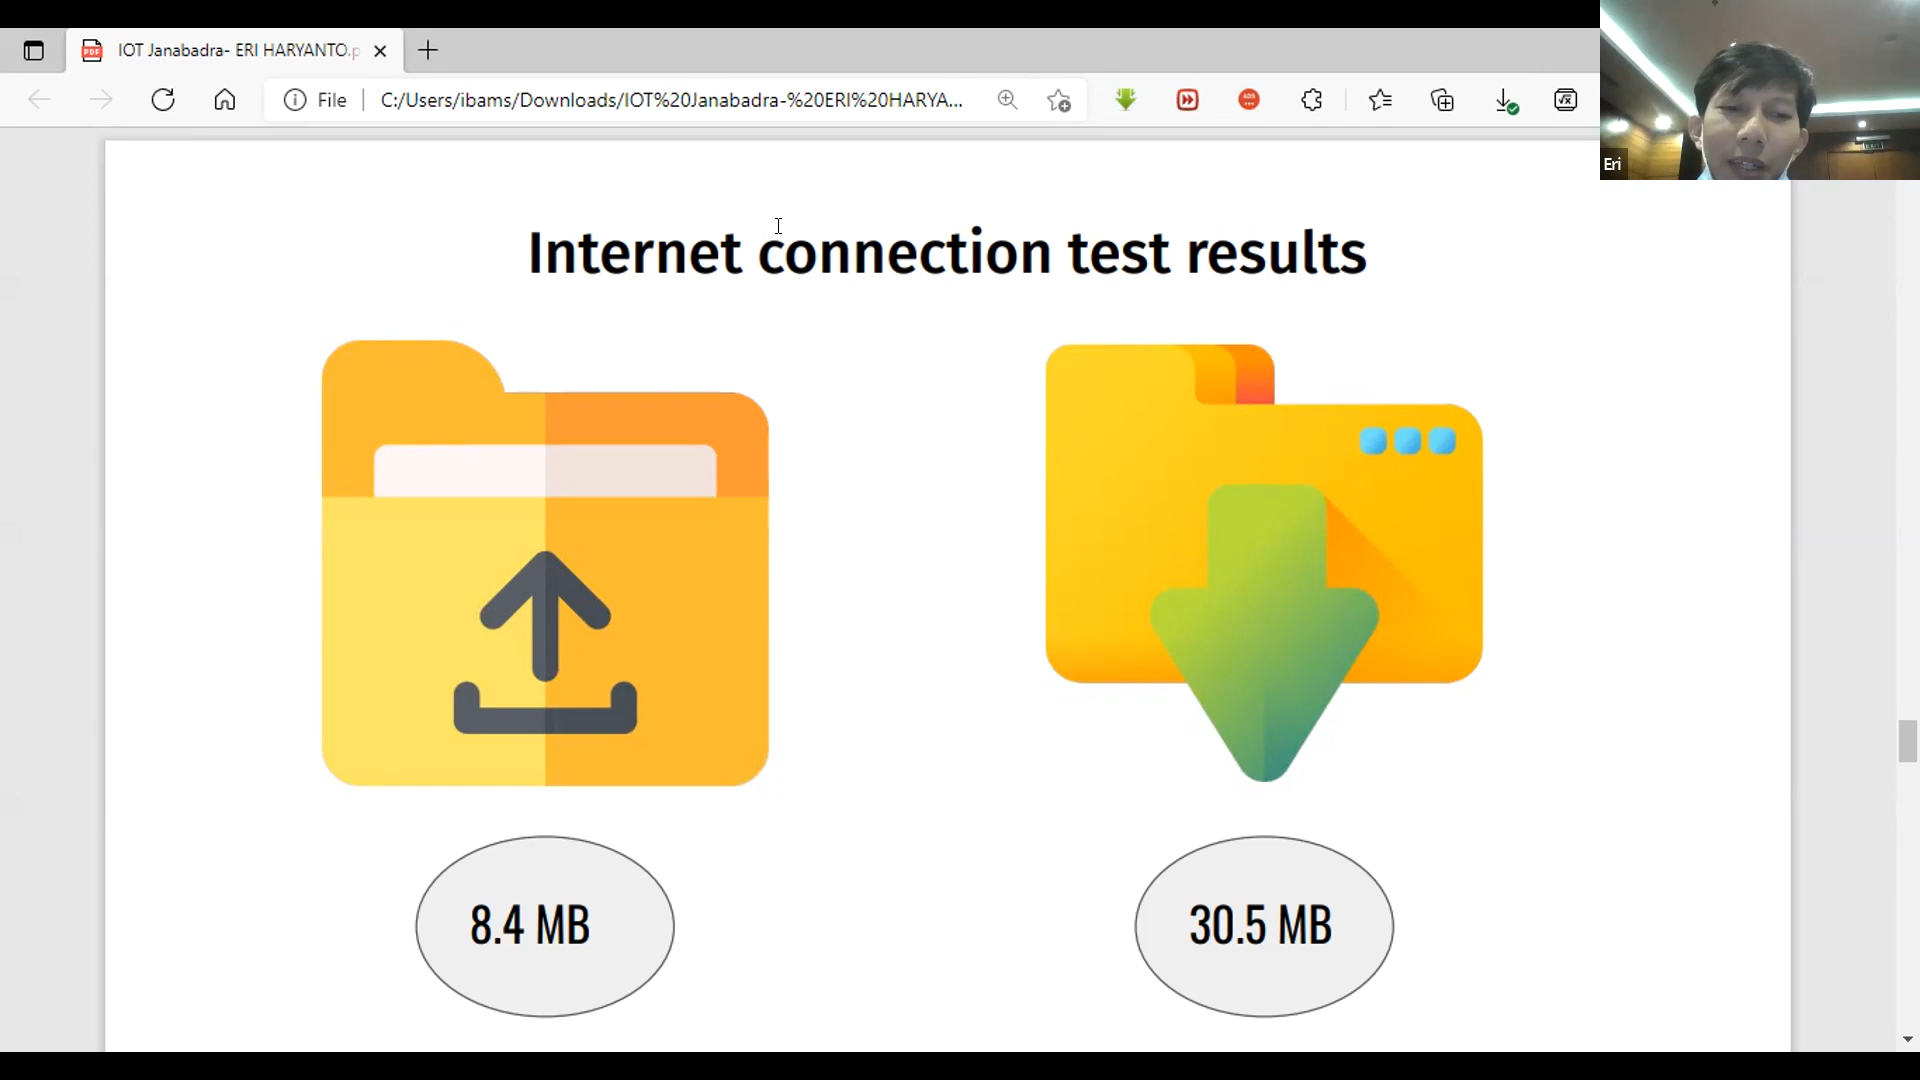 IOT Janabadra- ERI HARYANTO.p
File
C:/Users/ibams/Downloads/IOT%20Janabadra-%20ERI%20HARYA...
Eri
Internet connection test results
8.4 MB
30.5 MB